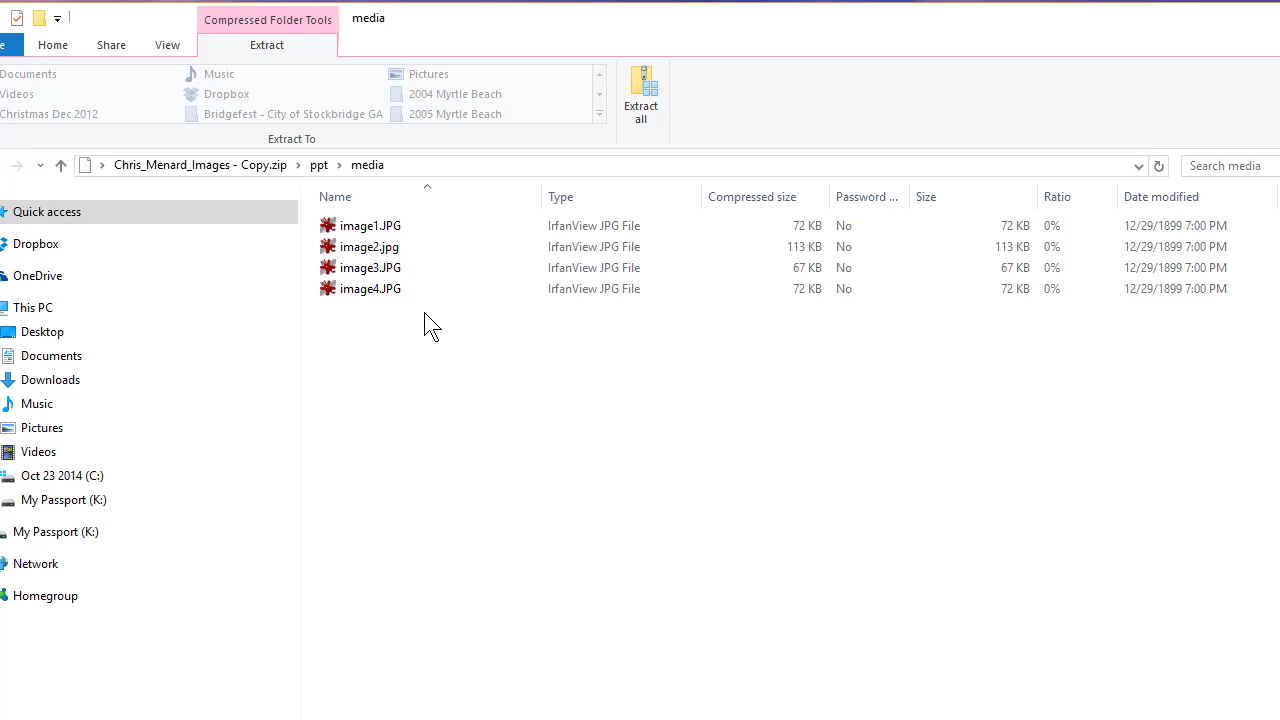 Compressed Folder Tools media
e Home Share View Extract
Documents Music Pictures
Videos Dropbox 2004 Myrtle Beach
Christmas Dec 2012 Bridgefest - City of Stockbridge GA 2005 Myrtle Beach
Extract all
Extract To
Chris_Menard_Images - Copy.zip ppt media Search media
Name Type Compressed size Password ... Size Ratio Date modified
image1.JPG IrfanView JPG File 72 KB No 72 KB 0% 12/29/1899 7:00 PM
image2.jpg IrfanView JPG File 113 KB No 113 KB 0% 12/29/1899 7:00 PM
image3.JPG IrfanView JPG File 67 KB No 67 KB 0% 12/29/1899 7:00 PM
image4.JPG IrfanView JPG File 72 KB No 72 KB 0% 12/29/1899 7:00 PM
Quick access
Dropbox
OneDrive
This PC
Desktop
Documents
Downloads
Music
Pictures
Videos
Oct 23 2014 (C:)
My Passport (K:)
My Passport (K:)
Network
Homegroup